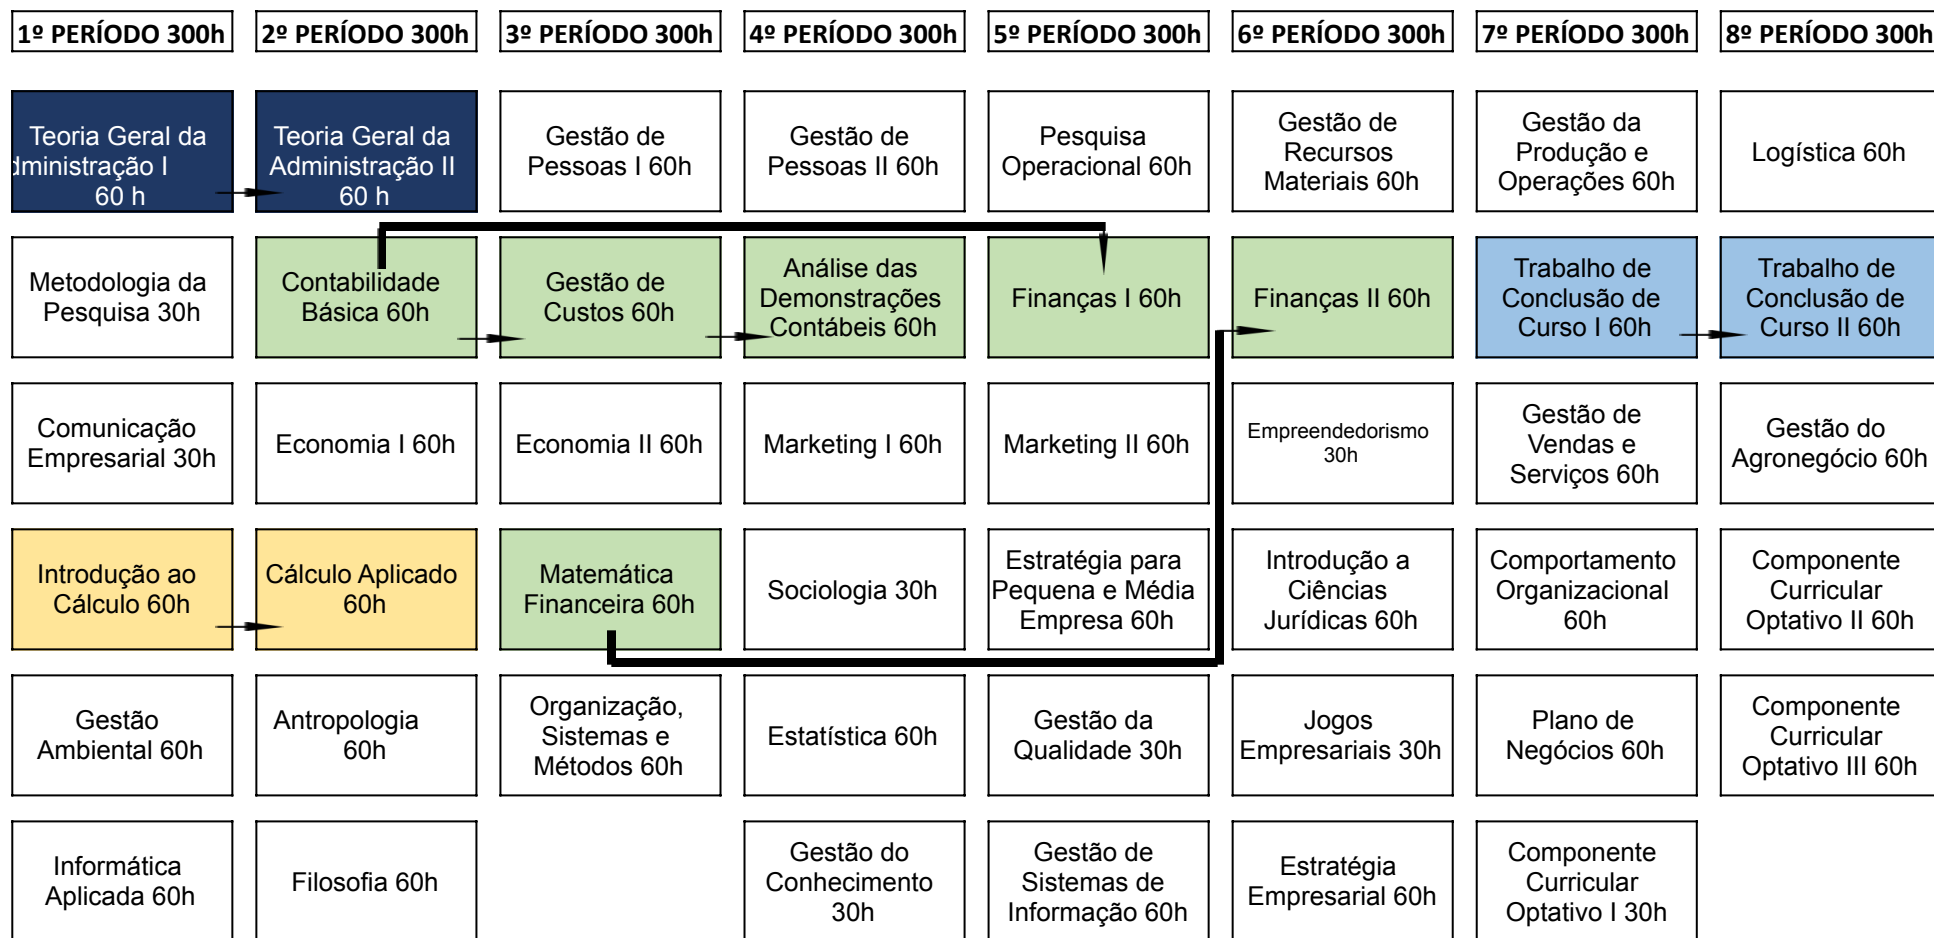 1º PERÍODO 300h
2º PERÍODO 300h
3º PERÍODO 300h
4º PERÍODO 300h
5º PERÍODO 300h
6º PERÍODO 300h
7º PERÍODO 300h
8º PERÍODO 300h
Teoria Geral da
dministração I
60 h
Teoria Geral da
Administração II
60 h
Gestão de
Pessoas I 60h
Gestão de
Pessoas II 60h
Pesquisa
Operacional 60h
Gestão de
Recursos
Materiais 60h
Gestão da
Produção e
Operações 60h
Logística 60h
Metodologia da
Pesquisa 30h
Contabilidade
Básica 60h
Gestão de
Custos 60h
Análise das
Demonstrações
Contábeis 60h
Finanças I 60h
Finanças II 60h
Trabalho de
Conclusão de
Curso I 60h
Trabalho de
Conclusão de
Curso II 60h
Comunicação
Empresarial 30h
Economia I 60h
Economia II 60h
Marketing I 60h
Marketing II 60h
Empreendedorismo
30h
Gestão de
Vendas e
Serviços 60h
Gestão do
Agronegócio 60h
Introdução ao
Cálculo 60h
Cálculo Aplicado
60h
Matemática
Financeira 60h
Sociologia 30h
Estratégia para
Pequena e Média
Empresa 60h
Introdução a
Ciências
Jurídicas 60h
Comportamento
Organizacional
60h
Componente
Curricular
Optativo II 60h
Gestão
Ambiental 60h
Antropologia
60h
Organização,
Sistemas e
Métodos 60h
Estatística 60h
Gestão da
Qualidade 30h
Jogos
Empresariais 30h
Plano de
Negócios 60h
Componente
Curricular
Optativo III 60h
Informática
Aplicada 60h
Filosofia 60h
Gestão do
Conhecimento
30h
Gestão de
Sistemas de
Informação 60h
Estratégia
Empresarial 60h
Componente
Curricular
Optativo I 30h